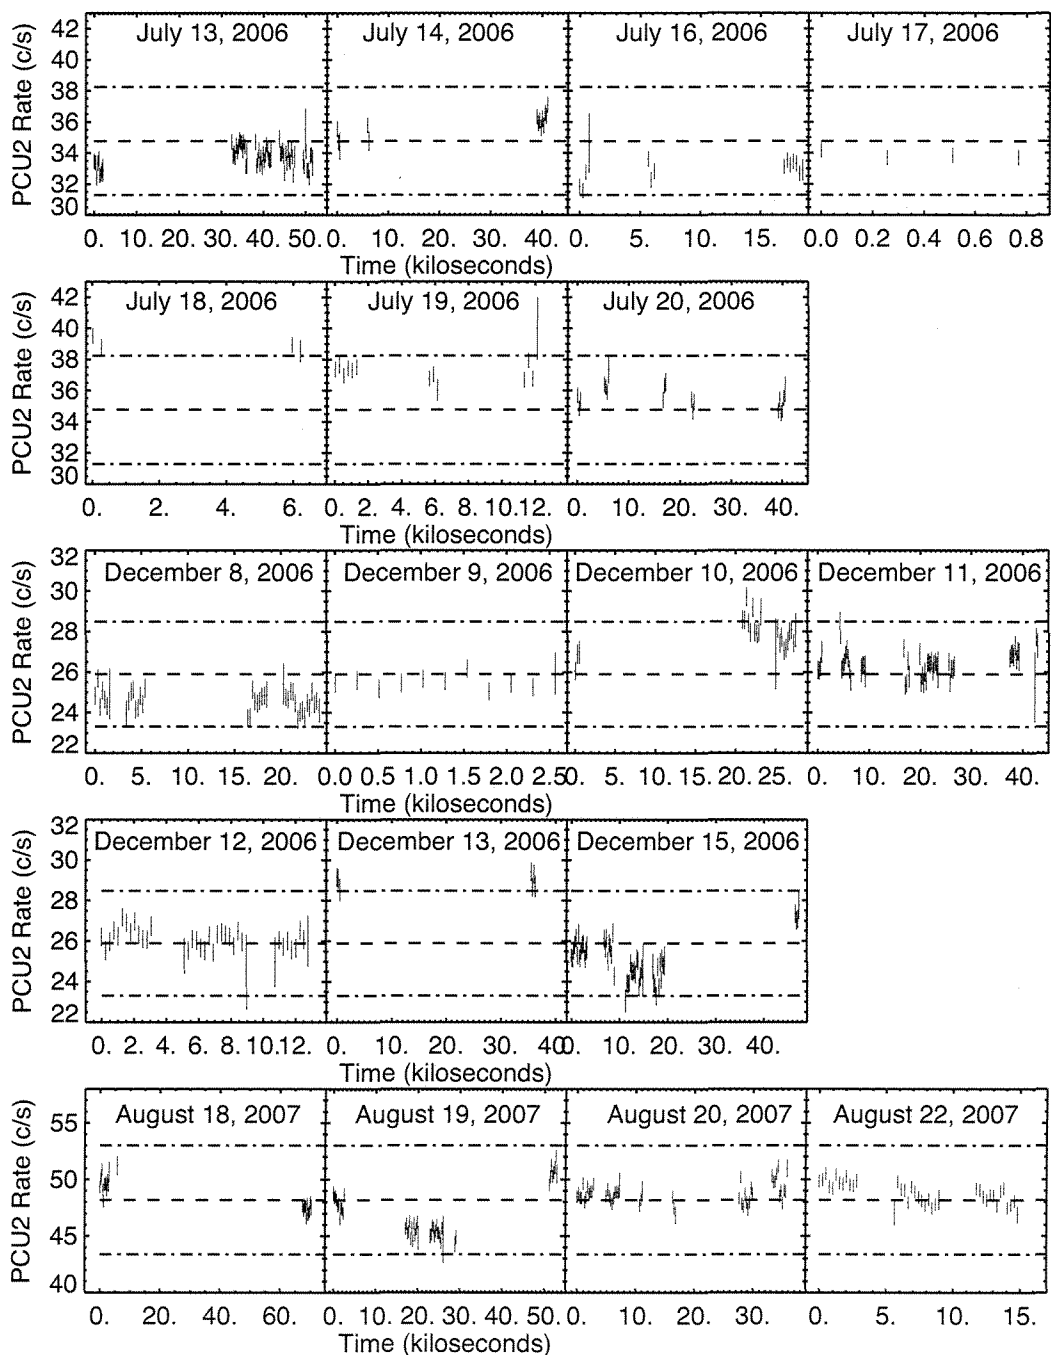 PCU2 Rate (c/s)
42
40
38
36
34
32
30
July 13, 2006
July 14, 2006
July 16, 2006
July 17, 2006
0. 10. 20. 30. 40. 50.
0. 10. 20. 30. 40.
0. 5. 10. 15.
0.0 0.2 0.4 0.6 0.8
Time (kiloseconds)
PCU2 Rate (c/s)
42
40
38
36
34
32
30
July 18, 2006
July 19, 2006
July 20, 2006
0. 2. 4. 6.
0. 2. 4. 6. 8. 10. 12.
0. 10. 20. 30. 40.
Time (kiloseconds)
PCU2 Rate (c/s)
32
30
28
26
24
22
December 8, 2006
December 9, 2006
December 10, 2006
December 11, 2006
0. 5. 10. 15. 20.
0.0 0.5 1.0 1.5 2.0 2.5
0. 5. 10. 15. 20. 25.
0. 10. 20. 30. 40.
Time (kiloseconds)
PCU2 Rate (c/s)
32
30
28
26
24
22
December 12, 2006
December 13, 2006
December 15, 2006
0. 2. 4. 6. 8. 10. 12.
0. 10. 20. 30. 40.
0. 10. 20. 30. 40.
Time (kiloseconds)
PCU2 Rate (c/s)
55
50
45
40
August 18, 2007
August 19, 2007
August 20, 2007
August 22, 2007
0. 20. 40. 60.
0. 10. 20. 30. 40. 50.
0. 10. 20. 30. 40.
0. 5. 10. 15.
Time (kiloseconds)